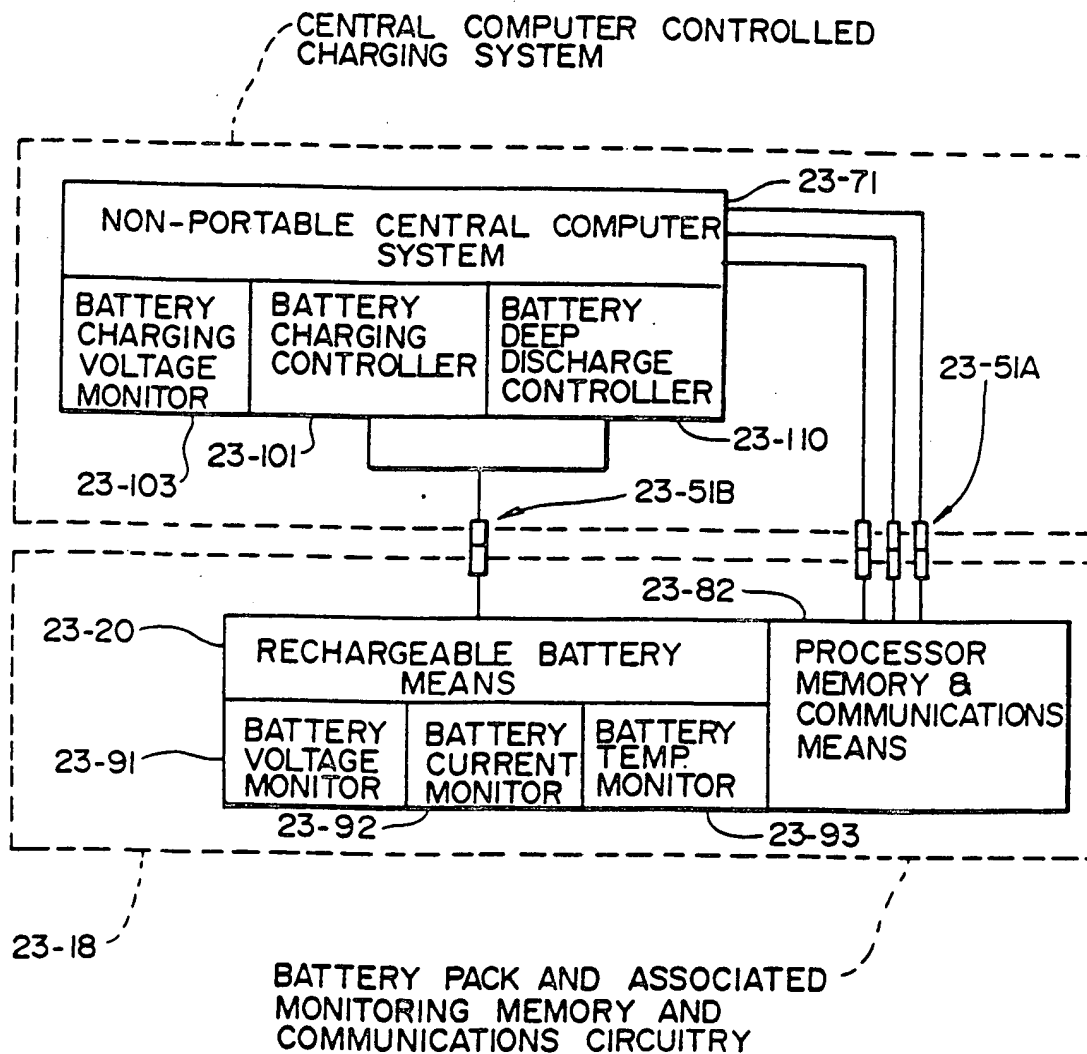 CENTRAL COMPUTER CONTROLLED
CHARGING SYSTEM
23-71
NON-PORTABLE CENTRAL COMPUTER
SYSTEM
BATTERY
CHARGING
VOLTAGE
MONITOR
BATTERY
CHARGING
CONTROLLER
BATTERY
DEEP
DISCHARGE
CONTROLLER
23-51A
23-103
23-101
23-110
23-51B
23-82
23-20
RECHARGEABLE BATTERY
MEANS
PROCESSOR
MEMORY &
COMMUNICATIONS
MEANS
23-91
BATTERY
VOLTAGE
MONITOR
BATTERY
CURRENT
MONITOR
BATTERY
TEMP.
MONITOR
23-92
23-93
23-18
BATTERY PACK AND ASSOCIATED
MONITORING MEMORY AND
COMMUNICATIONS CIRCUITRY